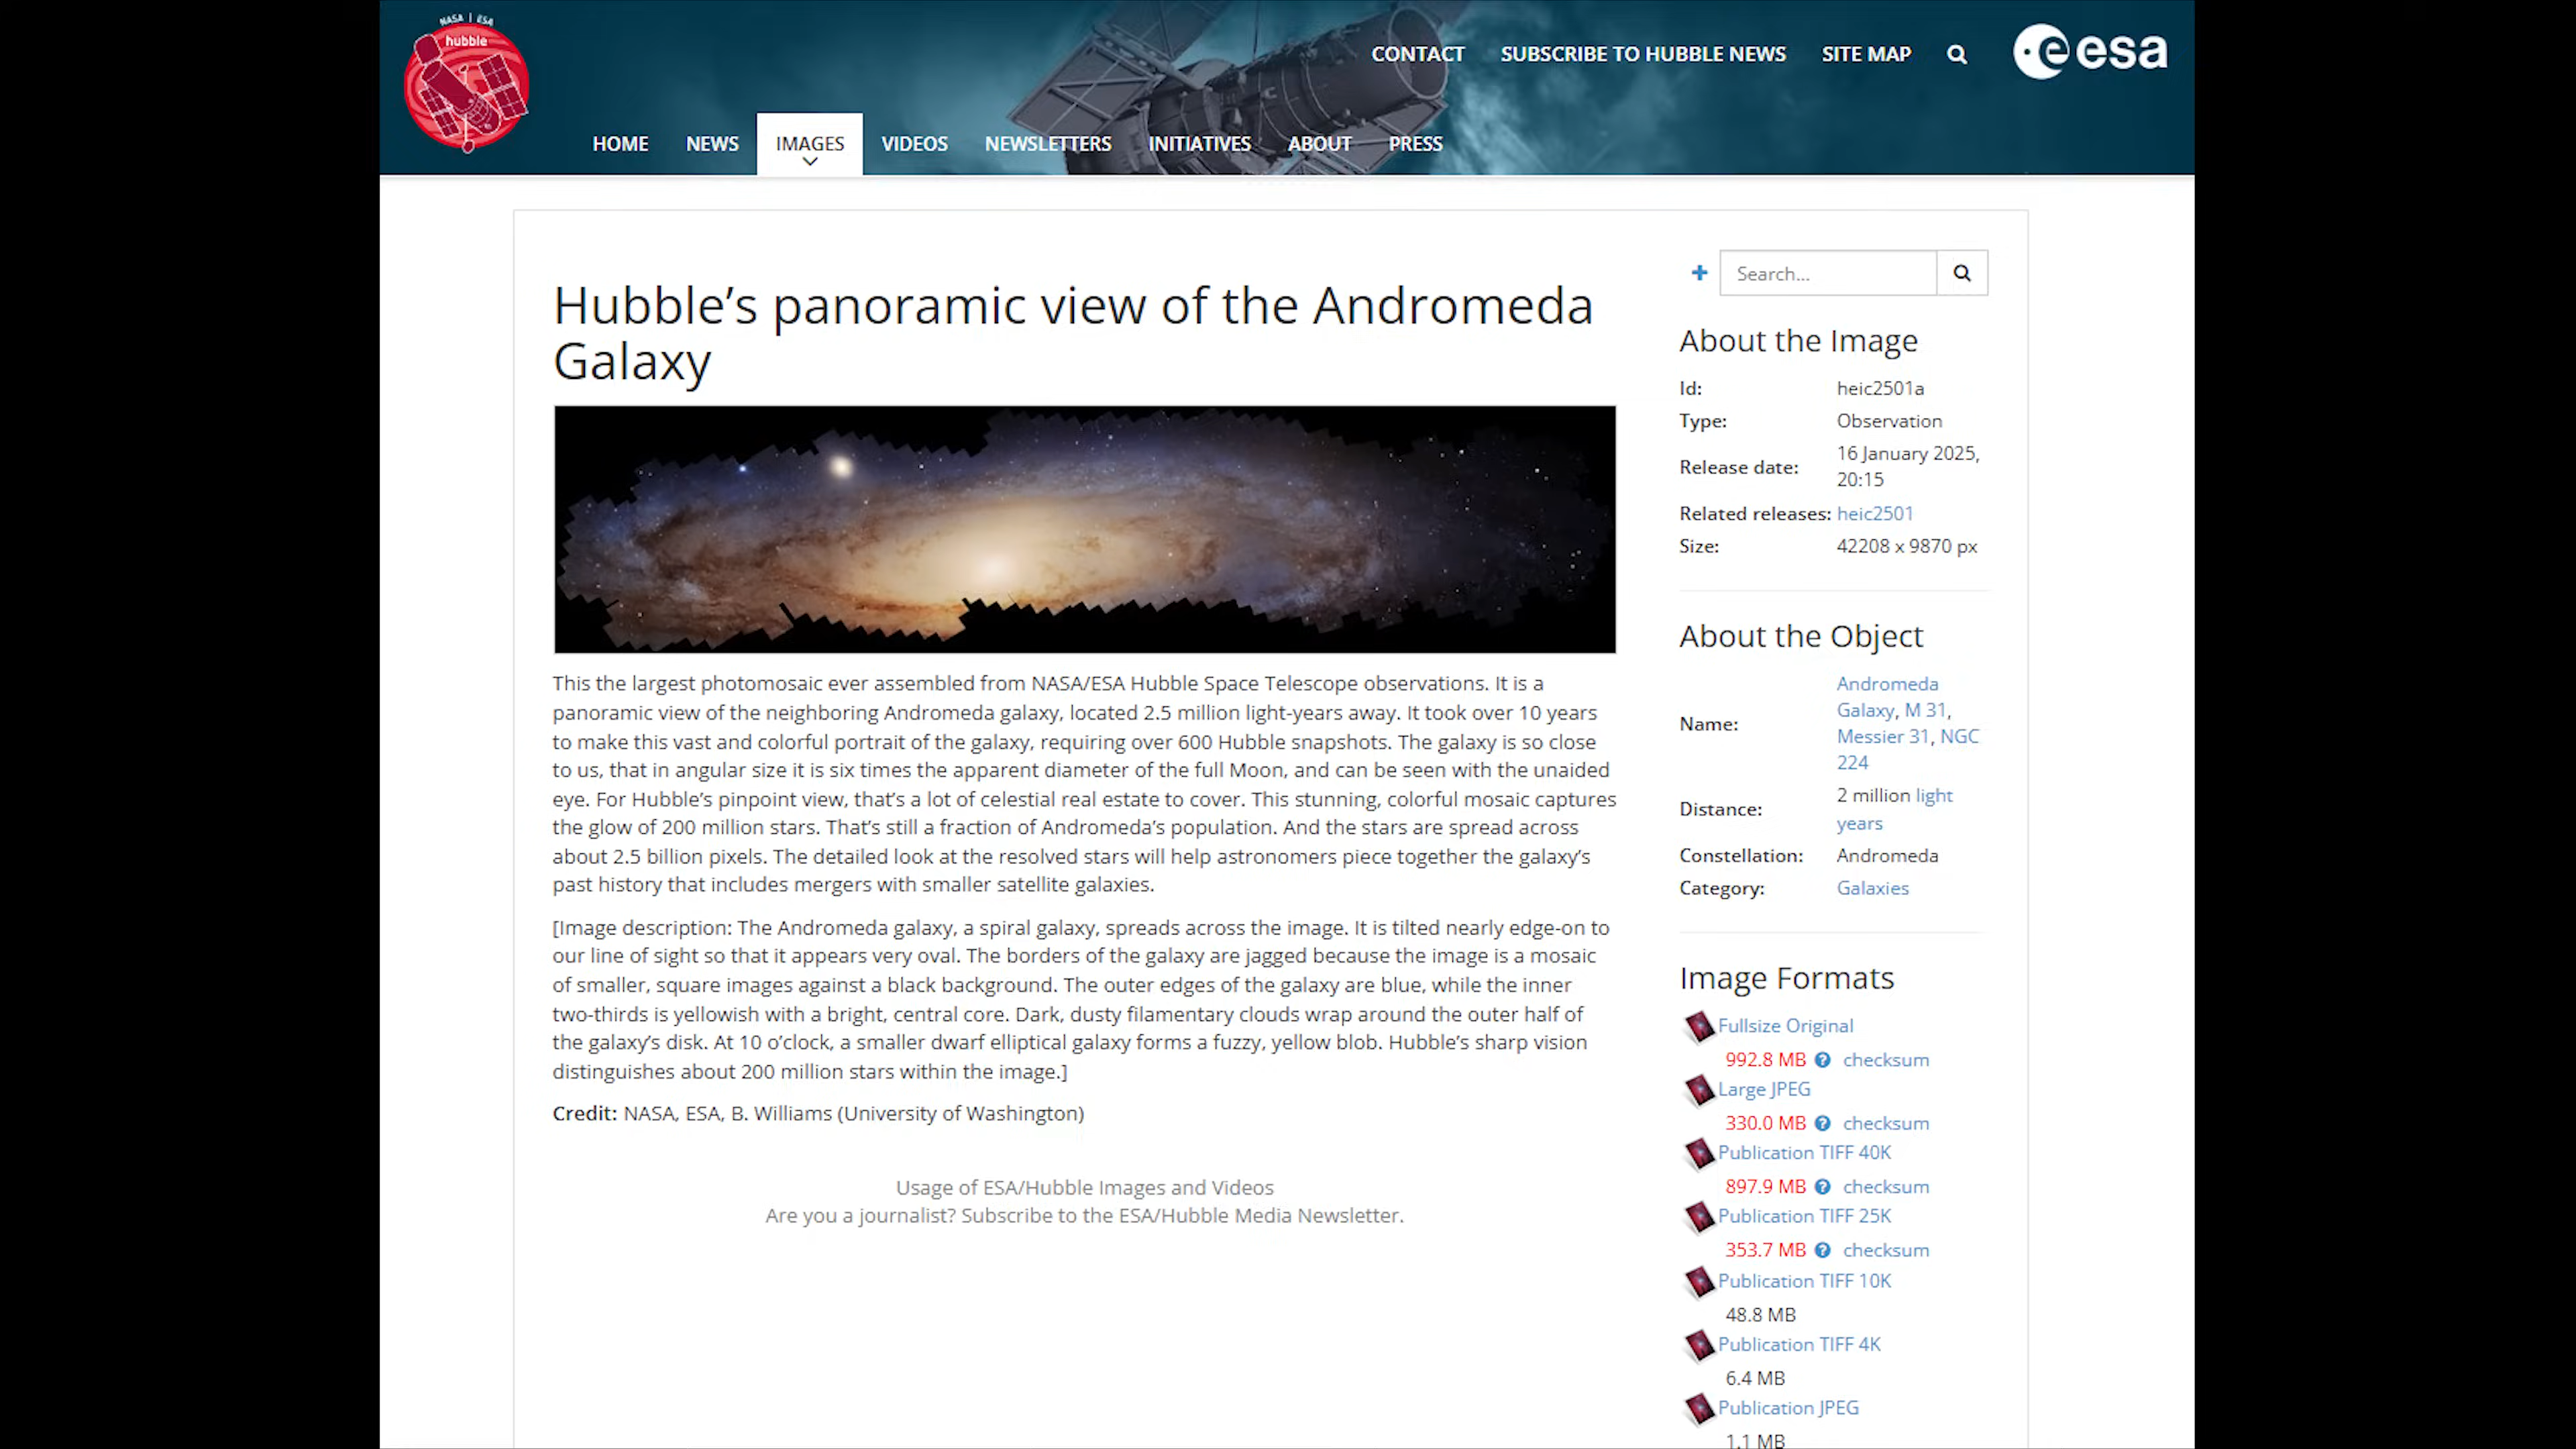 NASA | ESA
hubble
CONTACT
SUBSCRIBE TO HUBBLE NEWS
SITE MAP
esa
HOME
NEWS
IMAGES
VIDEOS
NEWSLETTERS
INITIATIVES
ABOUT
PRESS
Hubble’s panoramic view of the Andromeda
Galaxy
This the largest photomosaic ever assembled from NASA/ESA Hubble Space Telescope observations. It is a
panoramic view of the neighboring Andromeda galaxy, located 2.5 million light-years away. It took over 10 years
to make this vast and colorful portrait of the galaxy, requiring over 600 Hubble snapshots. The galaxy is so close
to us, that in angular size it is six times the apparent diameter of the full Moon, and can be seen with the unaided
eye. For Hubble’s pinpoint view, that’s a lot of celestial real estate to cover. This stunning, colorful mosaic captures
the glow of 200 million stars. That’s still a fraction of Andromeda’s population. And the stars are spread across
about 2.5 billion pixels. The detailed look at the resolved stars will help astronomers piece together the galaxy’s
past history that includes mergers with smaller satellite galaxies.
[Image description: The Andromeda galaxy, a spiral galaxy, spreads across the image. It is tilted nearly edge-on to
our line of sight so that it appears very oval. The borders of the galaxy are jagged because the image is a mosaic
of smaller, square images against a black background. The outer edges of the galaxy are blue, while the inner
two-thirds is yellowish with a bright, central core. Dark, dusty filamentary clouds wrap around the outer half of
the galaxy’s disk. At 10 o’clock, a smaller dwarf elliptical galaxy forms a fuzzy, yellow blob. Hubble’s sharp vision
distinguishes about 200 million stars within the image.]
Credit: NASA, ESA, B. Williams (University of Washington)
Usage of ESA/Hubble Images and Videos
Are you a journalist? Subscribe to the ESA/Hubble Media Newsletter.
Search...
About the Image
Id: heic2501a
Type: Observation
Release date: 16 January 2025,
20:15
Related releases: heic2501
Size: 42208 x 9870 px
About the Object
Name: Andromeda
Galaxy, M 31,
Messier 31, NGC
224
Distance: 2 million light
years
Constellation: Andromeda
Category: Galaxies
Image Formats
Fullsize Original
992.8 MB ? checksum
Large JPEG
330.0 MB ? checksum
Publication TIFF 40K
897.9 MB ? checksum
Publication TIFF 25K
353.7 MB ? checksum
Publication TIFF 10K
48.8 MB
Publication TIFF 4K
6.4 MB
Publication JPEG
1.1 MB